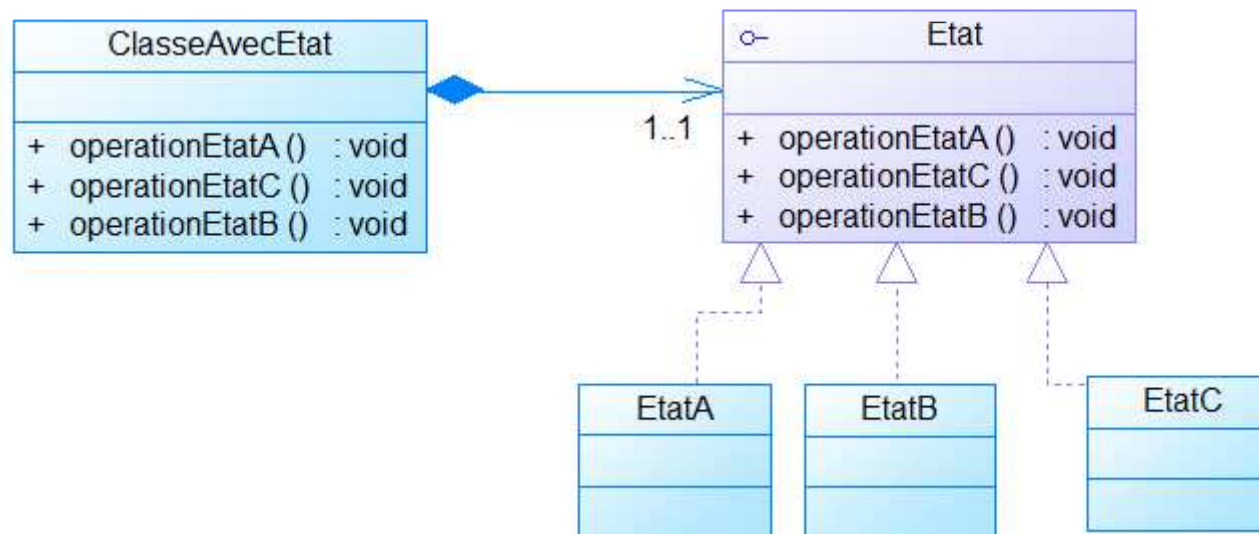 ClasseAvecEtat
+ operationEtatA () : void
+ operationEtatC () : void
+ operationEtatB () : void
1..1
Etat
+ operationEtatA () : void
+ operationEtatC () : void
+ operationEtatB () : void
EtatA
EtatB
EtatC